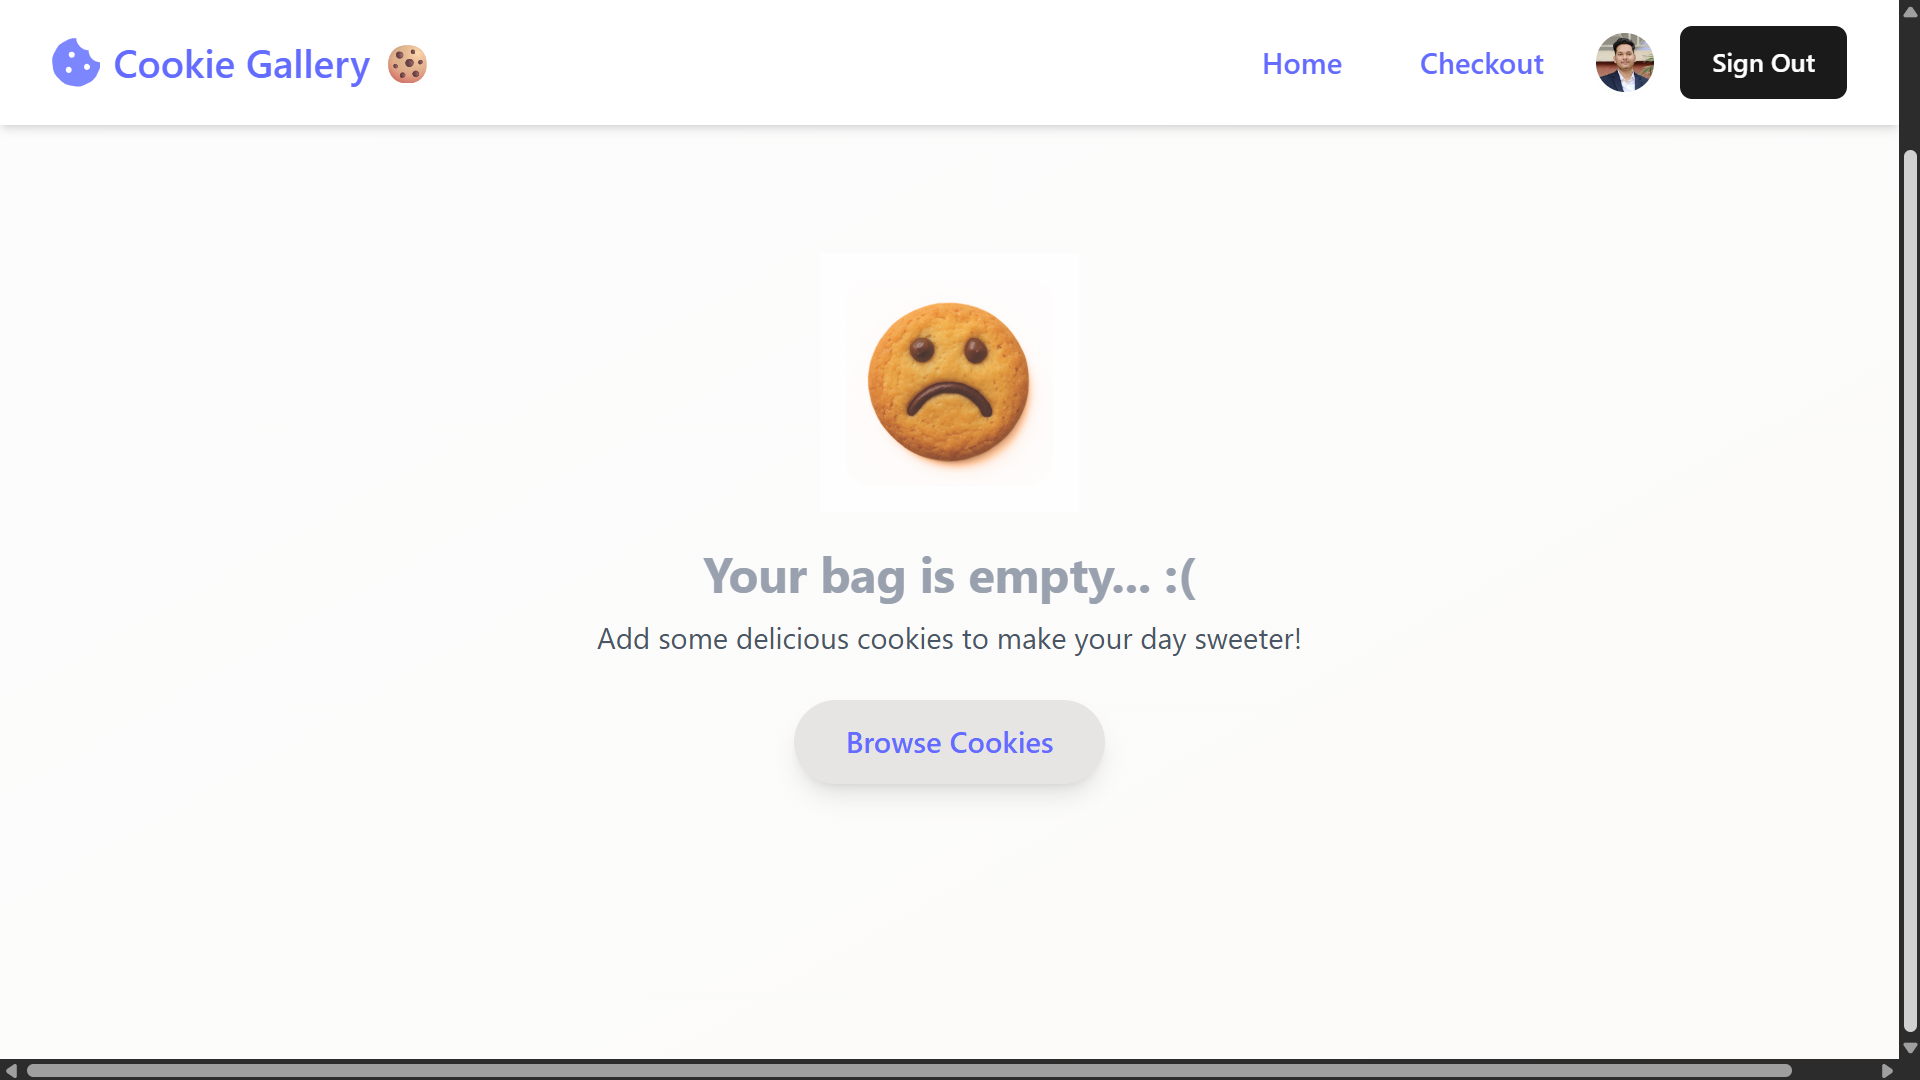 Cookie Gallery 🍪
Home
Checkout
Sign Out
Your bag is empty... :(
Add some delicious cookies to make your day sweeter!
Browse Cookies